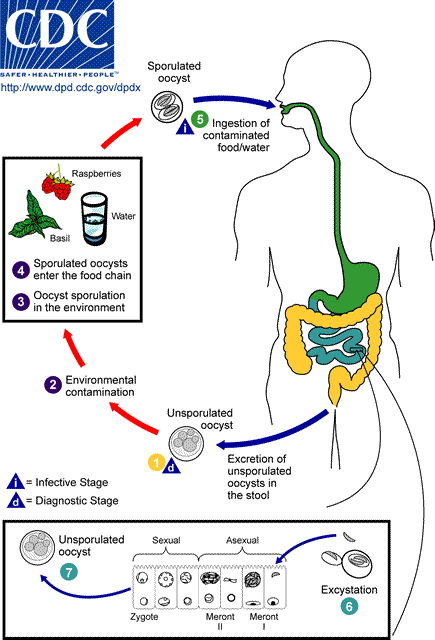 CDC
SAFER • HEALTHIER • PEOPLE™
http://www.dpd.cdc.gov/dpdx
Sporulated
oocyst
i
5
Ingestion of
contaminated
food/water
Raspberries
Water
Basil
4 Sporulated oocysts
enter the food chain
3 Oocyst sporulation
in the environment
2 Environmental
contamination
Unsporulated
oocyst
1
d
Excretion of
unsporulated
oocysts in
the stool
i = Infective Stage
d = Diagnostic Stage
Unsporulated
oocyst
7
Sexual
Asexual
Zygote
Meront
II
Meront
I
Excystation
6